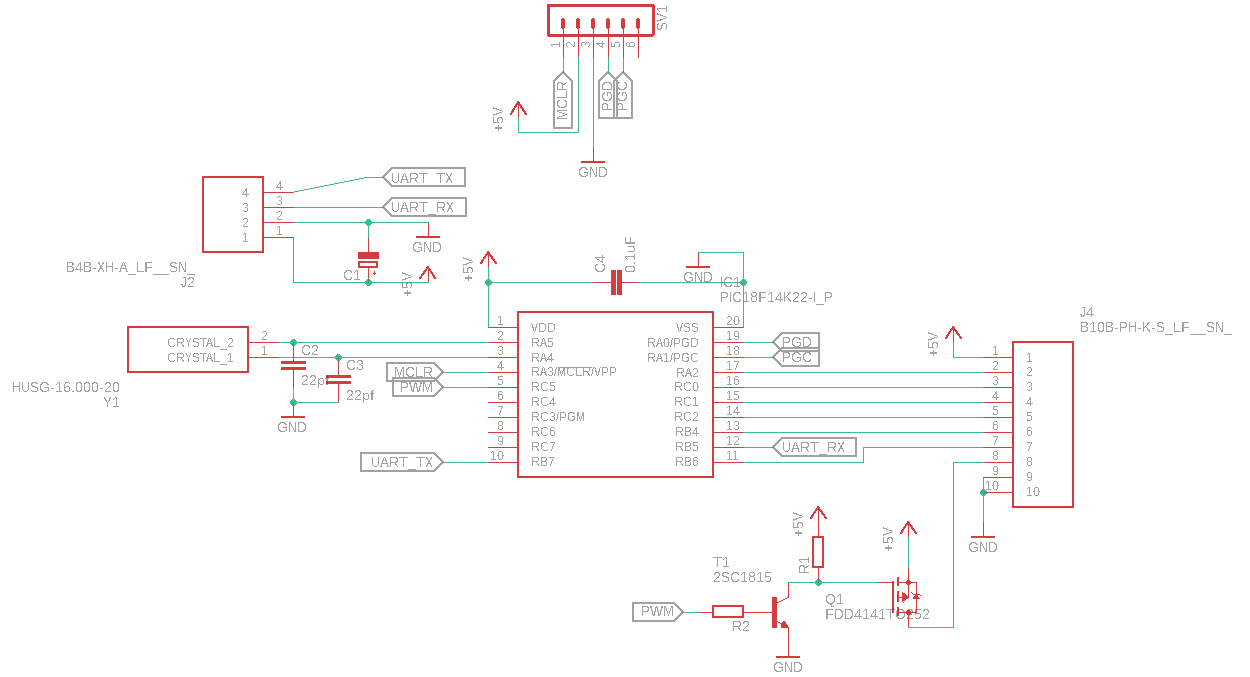 SV1
1 2 3 4 5 6
MCLR
PGD
PGC
+5V
GND
4 4 UART_TX
3 3 UART_RX
2 2
1 1
GND
+5V
C1
B4B-XH-A_LF__SN_
J2
+5V
C4
0.1uF
GND
IC1
PIC18F14K22-I_P
CRYSTAL_2 2
CRYSTAL_1 1
C2
22pf
C3
22pf
GND
HUSG-16.000-20
Y1
1 VDD VSS 20
2 RA5 RA0/PGD 19 PGD
3 RA4 RA1/PGC 18 PGC
MCLR 4 RA3/MCLR/VPP RA2 17
PWM 5 RC5 RC0 16
6 RC4 RC1 15
7 RC3/PGM RC2 14
8 RC6 RB4 13
9 RC7 RB5 12 UART_RX
UART_TX 10 RB7 RB6 11
J4
B10B-PH-K-S_LF__SN_
+5V
1 1
2 2
3 3
4 4
5 5
6 6
7 7
8 8
9 9
10 10
GND
+5V
R1
+5V
T1
2SC1815
Q1
FDD4141TO252
PWM
R2
GND